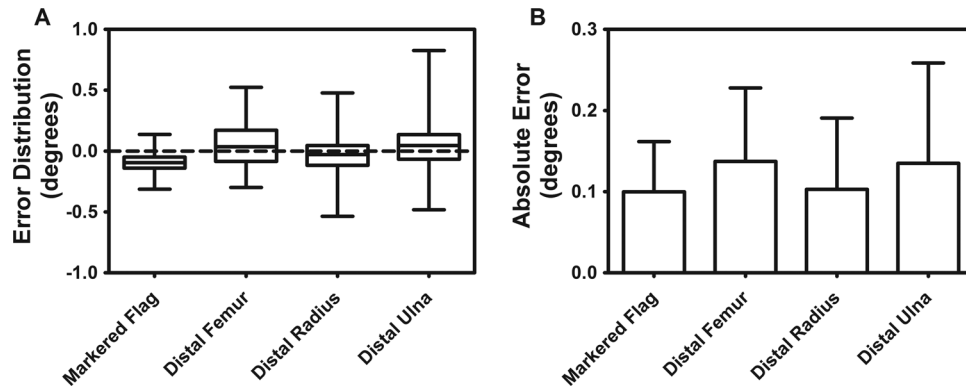 A
Error Distribution
(degrees)
1.0
0.5
0.0
-0.5
-1.0
Markered Flag
Distal Femur
Distal Radius
Distal Ulna
B
Absolute Error
(degrees)
0.3
0.2
0.1
0.0
Markered Flag
Distal Femur
Distal Radius
Distal Ulna